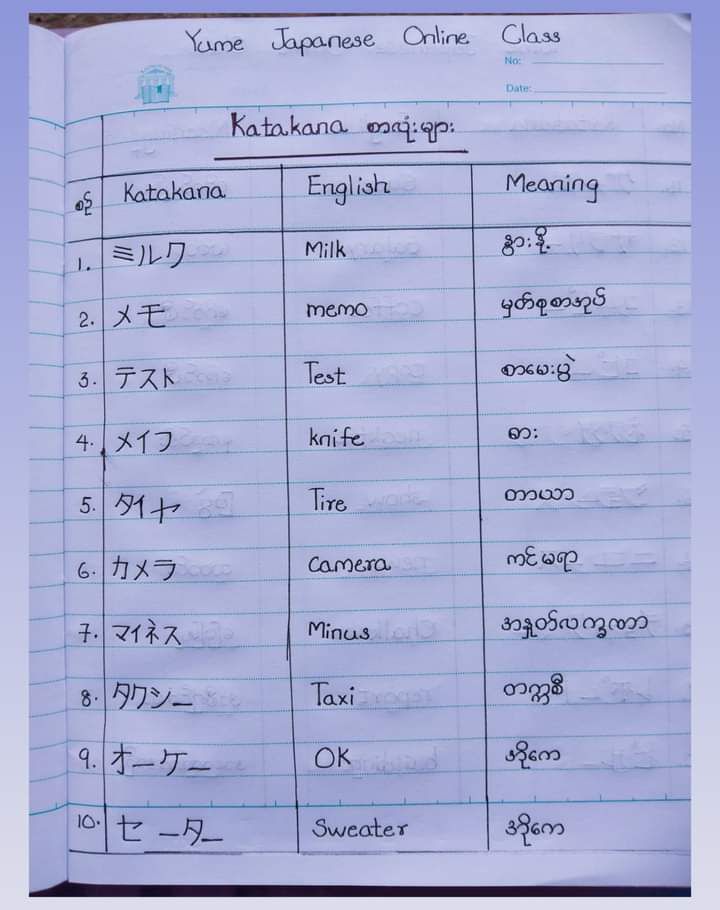 Yume Japanese Online Class
No:
Date:
Katakana စာလုံးများ
စဉ် Katakana English Meaning
1. ミルク Milk နွားနို့
2. メモ memo မှတ်စုစာအုပ်
3. テスト Test စာမေးပွဲ
4. メイフ knife ဓား
5. タイヤ Tire တာယာ
6. カメラ Camera ကင်မရာ
7. マイネス Minus အနှုတ်လက္ခဏာ
8. タクシー Taxi တက္ကစီ
9. オーケー OK အိုကေ
10. セーター Sweater အိုကေ